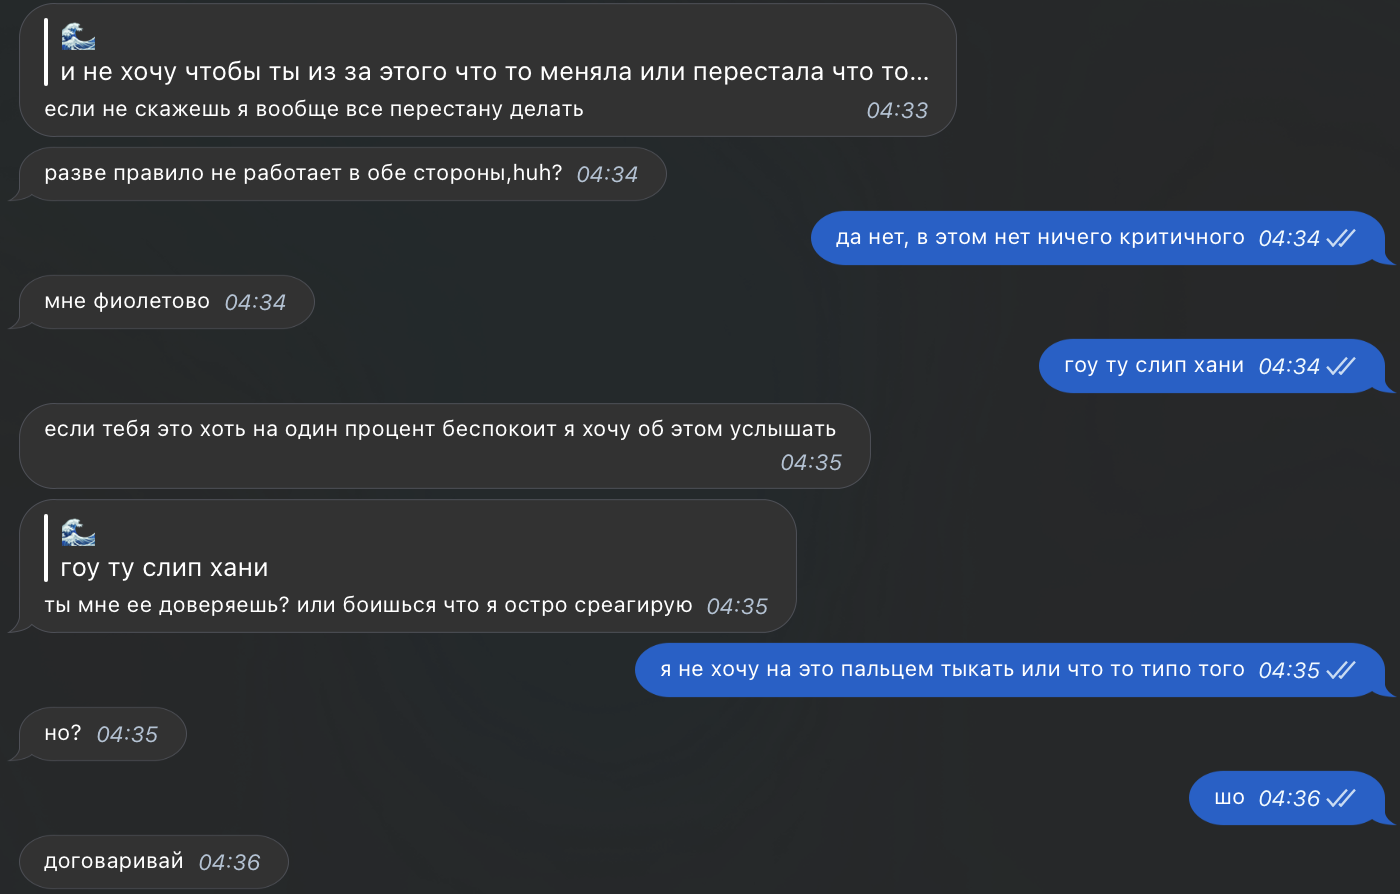 🌊
и не хочу чтобы ты из за этого что то меняла или перестала что то...
если не скажешь я вообще все перестану делать 04:33
разве правило не работает в обе стороны,huh? 04:34
да нет, в этом нет ничего критичного 04:34
мне фиолетово 04:34
гоу ту слип хани 04:34
если тебя это хоть на один процент беспокоит я хочу об этом услышать
04:35
🌊
гоу ту слип хани
ты мне ее доверяешь? или боишься что я остро среагирую 04:35
я не хочу на это пальцем тыкать или что то типо того 04:35
но? 04:35
шо 04:36
договаривай 04:36